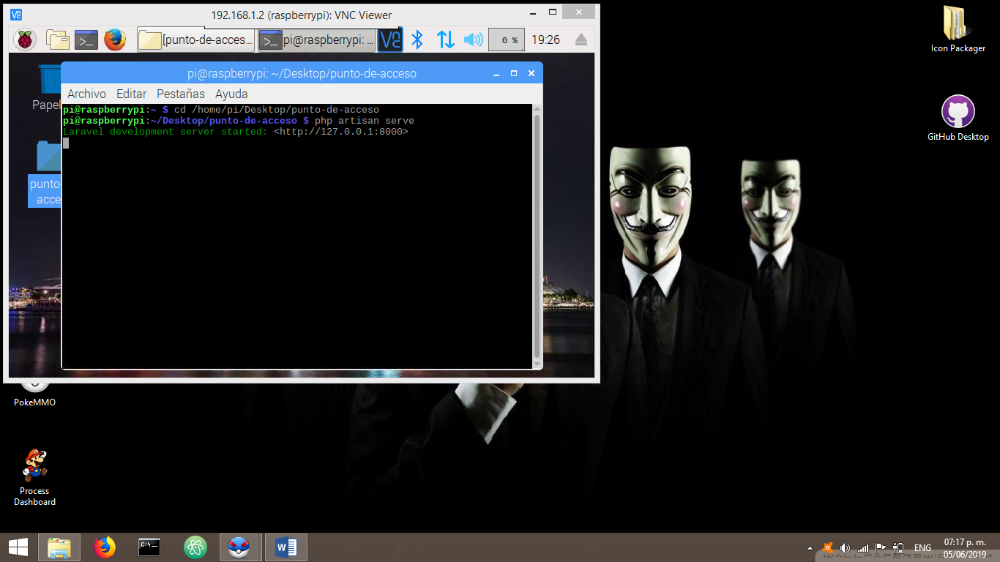 192.168.1.2 (raspberrypi): VNC Viewer
[punto-de-acces...
pi@raspberrypi: ...
0 %
19:26
Icon Packager
Papel
pi@raspberrypi: ~/Desktop/punto-de-acceso
Archivo Editar Pestañas Ayuda
pi@raspberrypi:~ $ cd /home/pi/Desktop/punto-de-acceso
pi@raspberrypi:~/Desktop/punto-de-acceso $ php artisan serve
Laravel development server started: <http://127.0.0.1:8000>
GitHub Desktop
punto-
acce
PokeMMO
Process
Dashboard
ENG
07:17 p. m.
05/06/2019